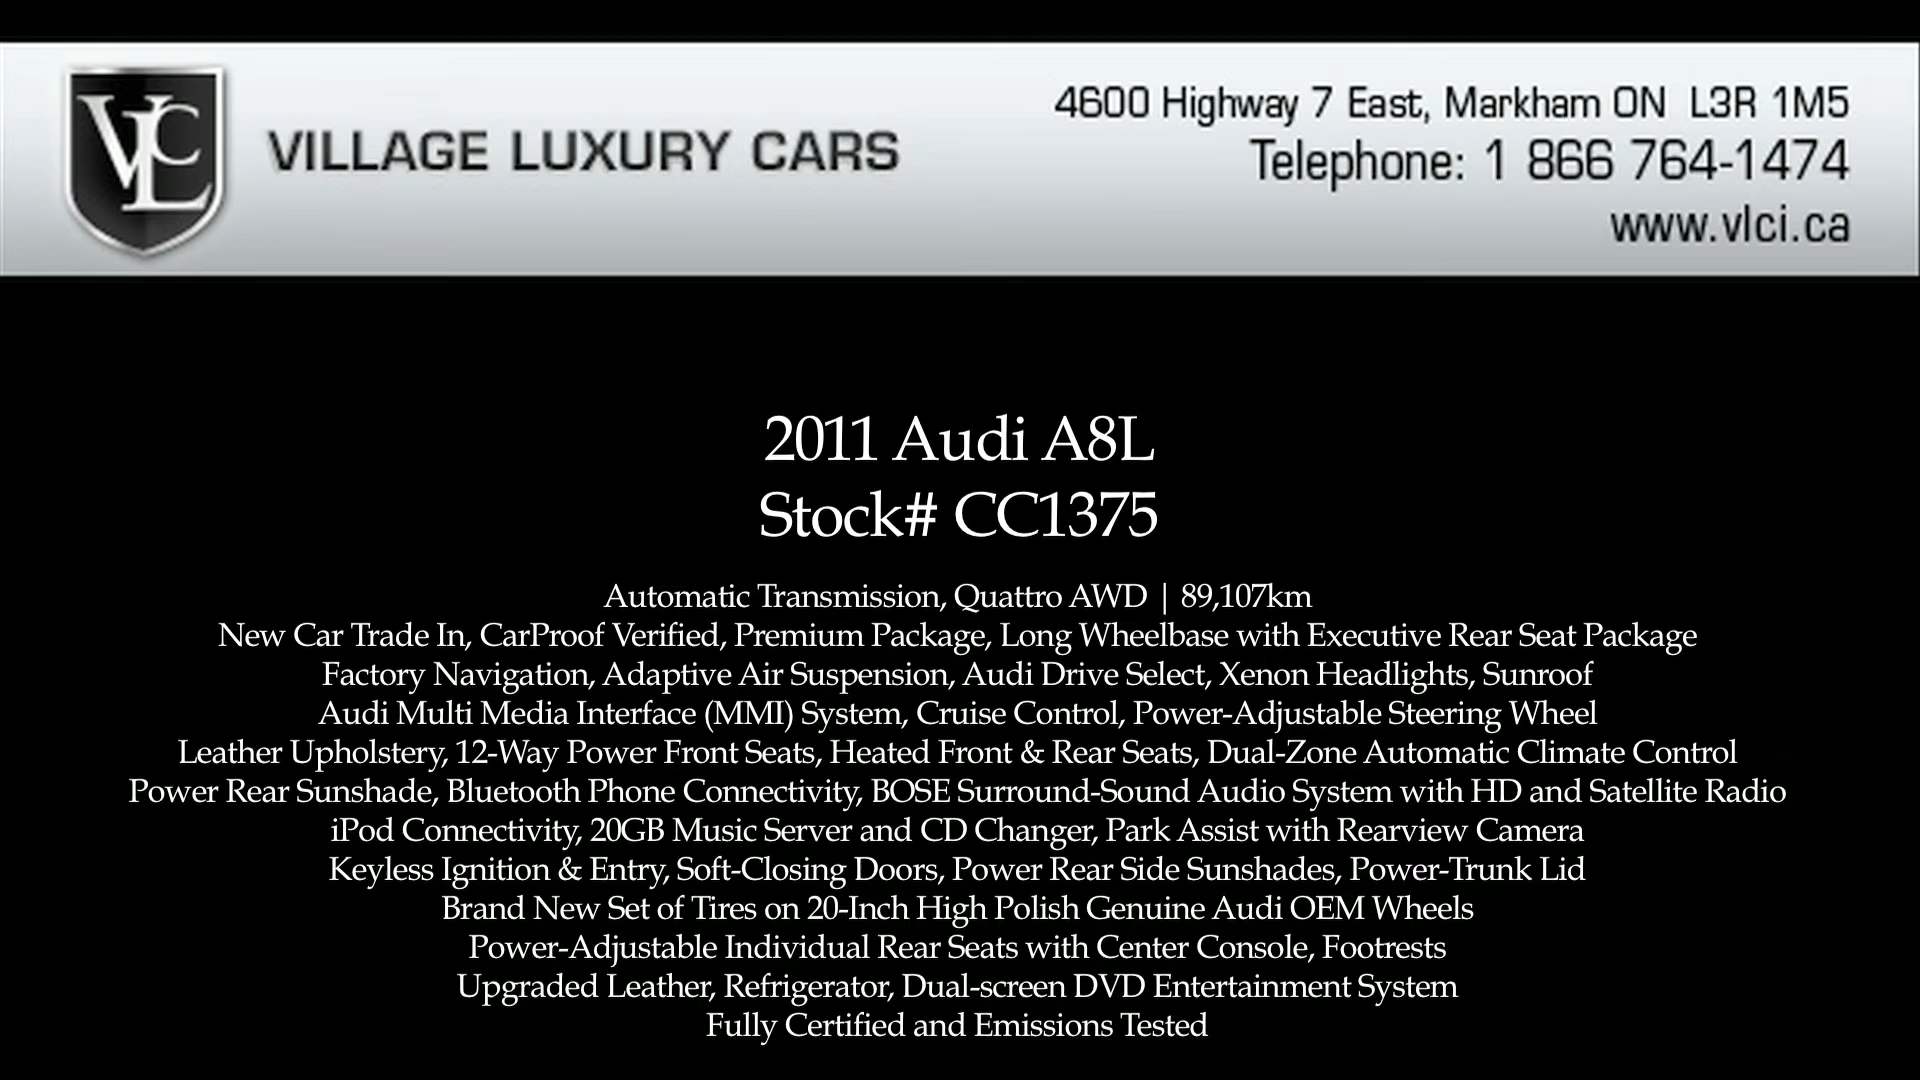 VLC
VILLAGE LUXURY CARS
4600 Highway 7 East, Markham ON L3R 1M5
Telephone: 1 866 764-1474
www.vlci.ca
2011 Audi A8L
Stock# CC1375
Automatic Transmission, Quattro AWD | 89,107km
New Car Trade In, CarProof Verified, Premium Package, Long Wheelbase with Executive Rear Seat Package
Factory Navigation, Adaptive Air Suspension, Audi Drive Select, Xenon Headlights, Sunroof
Audi Multi Media Interface (MMI) System, Cruise Control, Power-Adjustable Steering Wheel
Leather Upholstery, 12-Way Power Front Seats, Heated Front & Rear Seats, Dual-Zone Automatic Climate Control
Power Rear Sunshade, Bluetooth Phone Connectivity, BOSE Surround-Sound Audio System with HD and Satellite Radio
iPod Connectivity, 20GB Music Server and CD Changer, Park Assist with Rearview Camera
Keyless Ignition & Entry, Soft-Closing Doors, Power Rear Side Sunshades, Power-Trunk Lid
Brand New Set of Tires on 20-Inch High Polish Genuine Audi OEM Wheels
Power-Adjustable Individual Rear Seats with Center Console, Footrests
Upgraded Leather, Refrigerator, Dual-screen DVD Entertainment System
Fully Certified and Emissions Tested